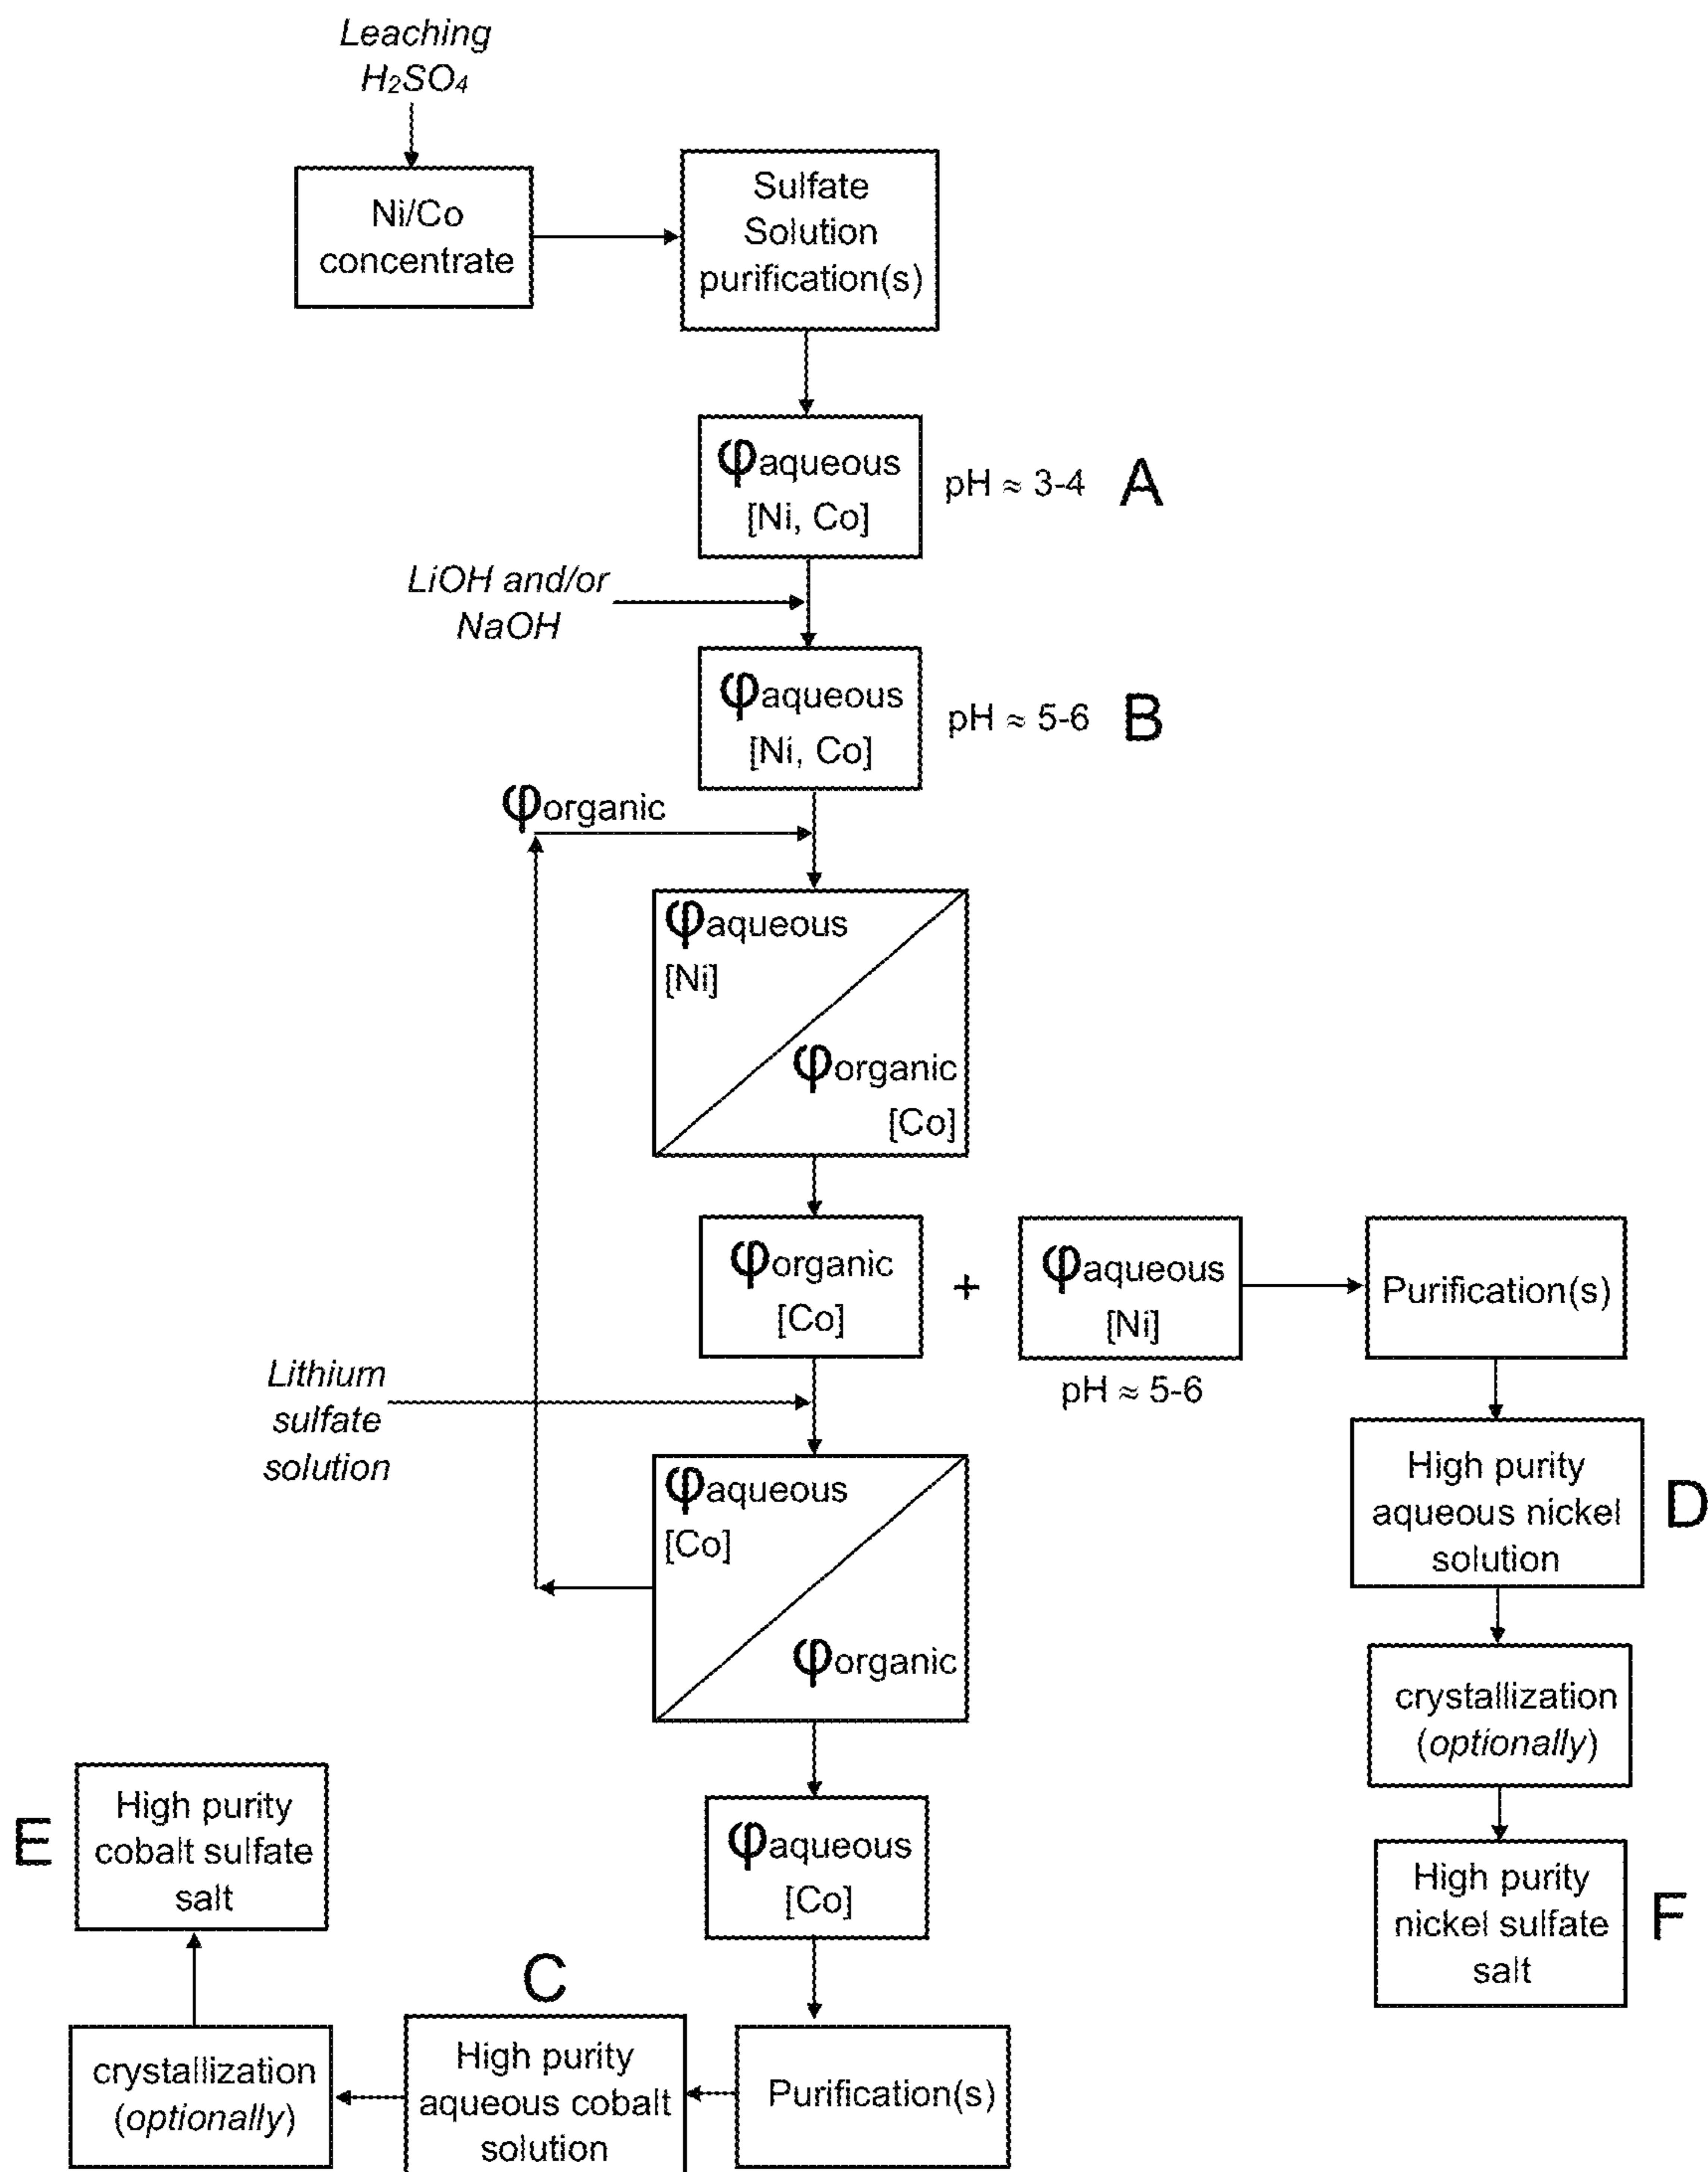 Leaching
H2SO4
Ni/Co
concentrate
Sulfate
Solution
purification(s)
φaqueous
[Ni, Co]
pH ≈ 3-4
A
LiOH and/or
NaOH
φaqueous
[Ni, Co]
pH ≈ 5-6
B
φorganic
φaqueous
[Ni]
φorganic
[Co]
φorganic
[Co]
+
φaqueous
[Ni]
pH ≈ 5-6
Purification(s)
Lithium
sulfate
solution
φaqueous
[Co]
φorganic
High purity
aqueous nickel
solution
D
crystallization
(optionally)
High purity
nickel sulfate
salt
F
φaqueous
[Co]
Purification(s)
C
High purity
aqueous cobalt
solution
crystallization
(optionally)
E
High purity
cobalt sulfate
salt